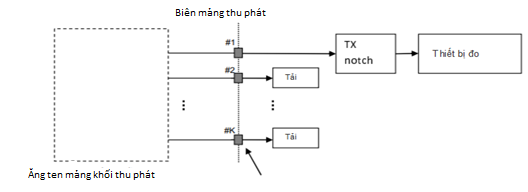 Biên mảng thu phát
#1
TX
notch
Thiết bị đo
#2
Tải
#K
Tải
Ăng ten mảng khối thu phát